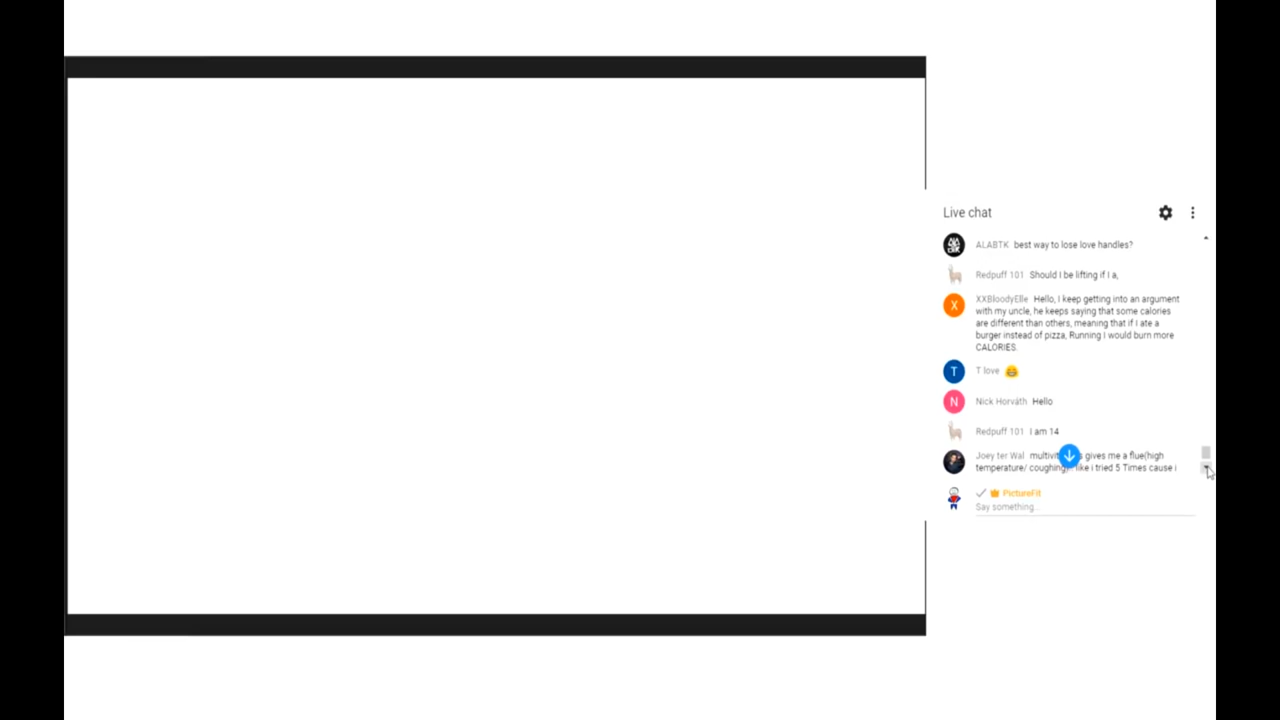 Live chat
ALABTK best way to lose love handles?
Redpuff 101 Should I be lifting if I a,
X
XXBloodyElle Hello, I keep getting into an argument
with my uncle, he keeps saying that some calories
are different than others, meaning that if I ate a
burger instead of pizza, Running I would burn more
CALORIES.
T
T love
N
Nick Horváth Hello
Redpuff 101 I am 14
Joey ter Wal gives me a flue(high
temperature/ coughing) like i tried 5 Times cause i
PictureFit
Say something...